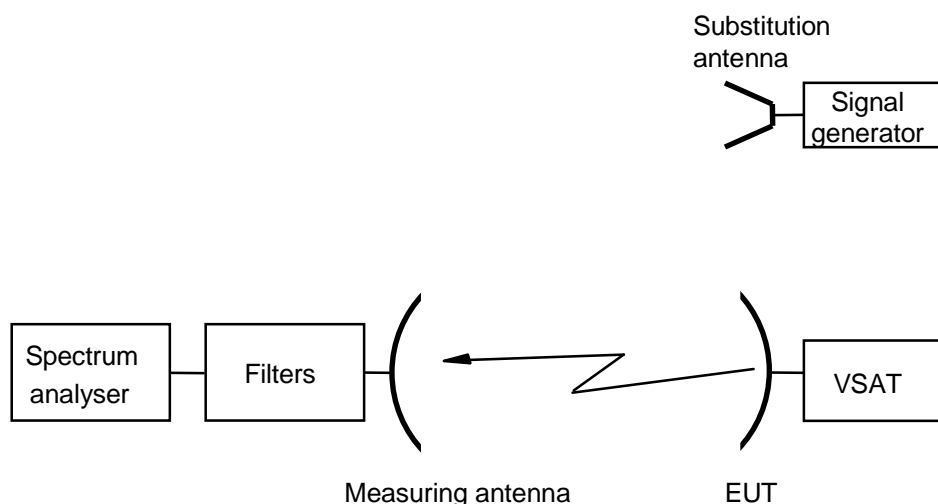 Substitution
antenna
Signal
generator
Spectrum
analyser
Filters
VSAT
Measuring antenna
EUT